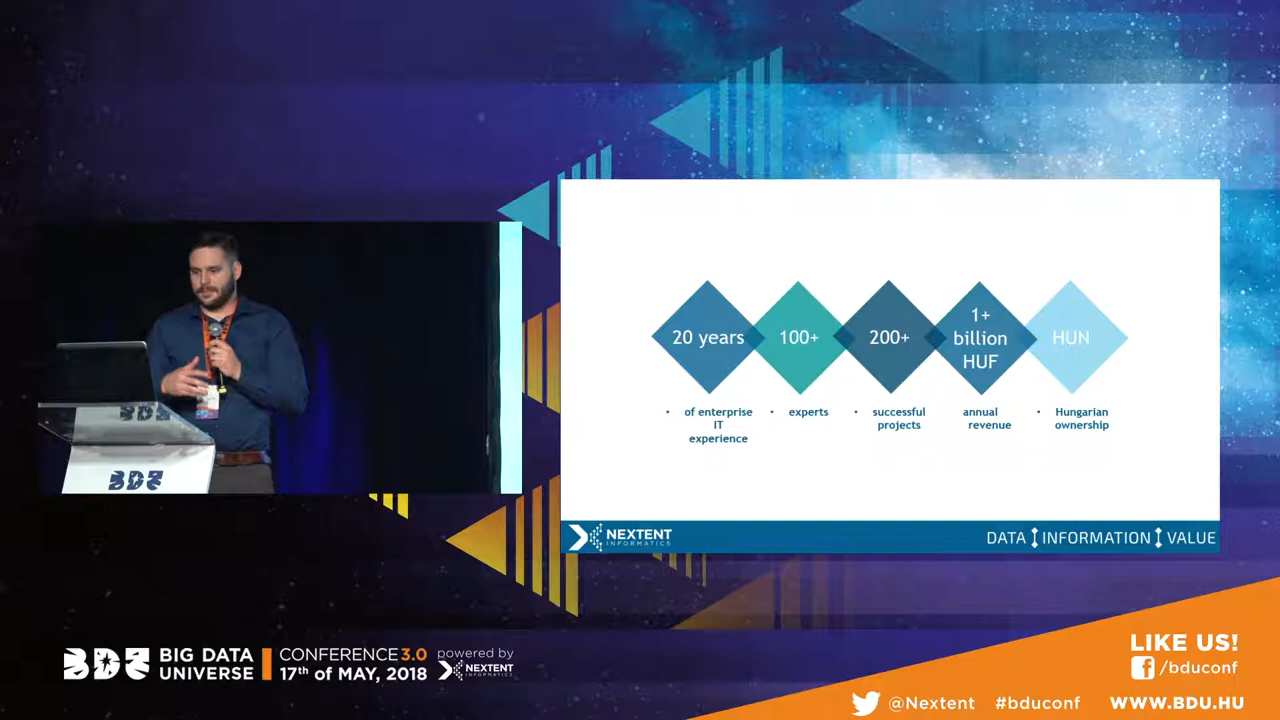 20 years
100+
200+
1+
billion
HUF
HUN
• of enterprise
IT
experience
• experts
• successful
projects
annual
revenue
• Hungarian
ownership
NEXTENT
INFORMATICS
DATA INFORMATION VALUE
BDU
BDU
BDU BIG DATA
UNIVERSE
CONFERENCE 3.0
17th of MAY, 2018
powered by
NEXTENT
INFORMATICS
LIKE US!
f /bduconf
@Nextent #bduconf WWW.BDU.HU